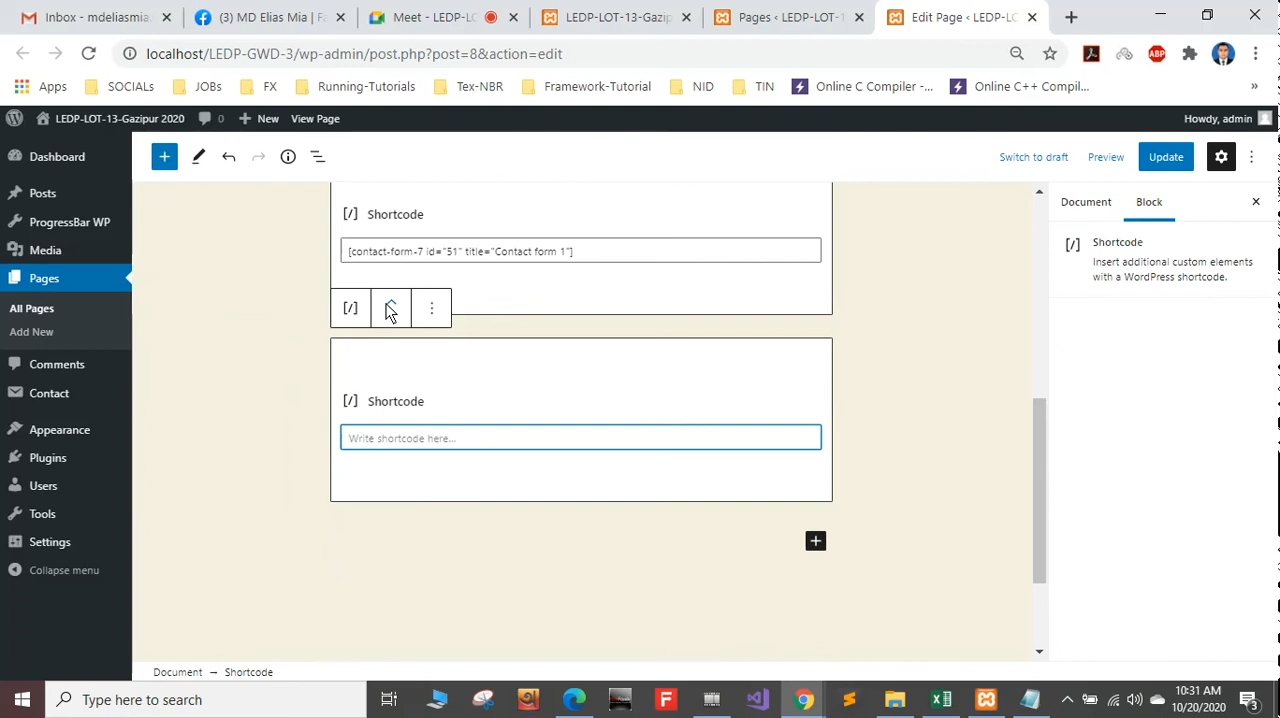 Inbox - mdeliasmia.
(3) MD Elias Mia | Fa
Meet - LEDP-LO
LEDP-LOT-13-Gazip
Pages ‹ LEDP-LOT-1
Edit Page ‹ LEDP-LO
localhost/LEDP-GWD-3/wp-admin/post.php?post=8&action=edit
ABP
Apps
SOCIALs
JOBs
FX
Running-Tutorials
Tex-NBR
Framework-Tutorial
NID
TIN
Online C Compiler -...
Online C++ Compil...
»
LEDP-LOT-13-Gazipur 2020
0
New
View Page
Howdy, admin
Dashboard
Posts
ProgressBar WP
Media
Pages
All Pages
Add New
Comments
Contact
Appearance
Plugins
Users
Tools
Settings
Collapse menu
Switch to draft
Preview
Update
[/] Shortcode
[contact-form-7 id="51" title="Contact form 1"]
[/]
[/] Shortcode
Write shortcode here...
Document → Shortcode
Document
Block
[/] Shortcode
Insert additional custom elements
with a WordPress shortcode.
Type here to search
10:31 AM
10/20/2020
3